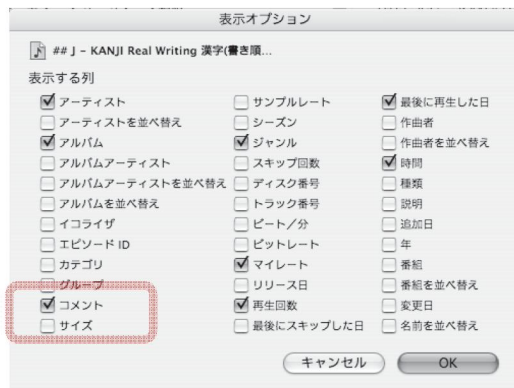 表示オプション
## J - KANJI Real Writing 漢字(書き順...
表示する列
アーティスト
アーティストを並べ替え
アルバム
アルバムアーティスト
アルバムアーティストを並べ替え
アルバムを並べ替え
イコライザ
エピソード ID
カテゴリ
グループ
コメント
サイズ
サンプルレート
シーズン
ジャンル
スキップ回数
ディスク番号
トラック番号
ビート／分
ビットレート
マイレート
リリース日
再生回数
最後にスキップした日
最後に再生した日
作曲者
作曲者を並べ替え
時間
種類
説明
追加日
年
番組
番組を並べ替え
変更日
名前を並べ替え
キャンセル
OK